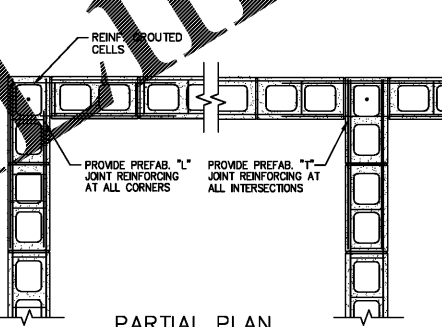 REINF. GROUTED
CELLS
PROVIDE PREFAB. "L"
JOINT REINFORCING
AT ALL CORNERS
PROVIDE PREFAB. "T"
JOINT REINFORCING AT
ALL INTERSECTIONS
PARTIAL PLAN